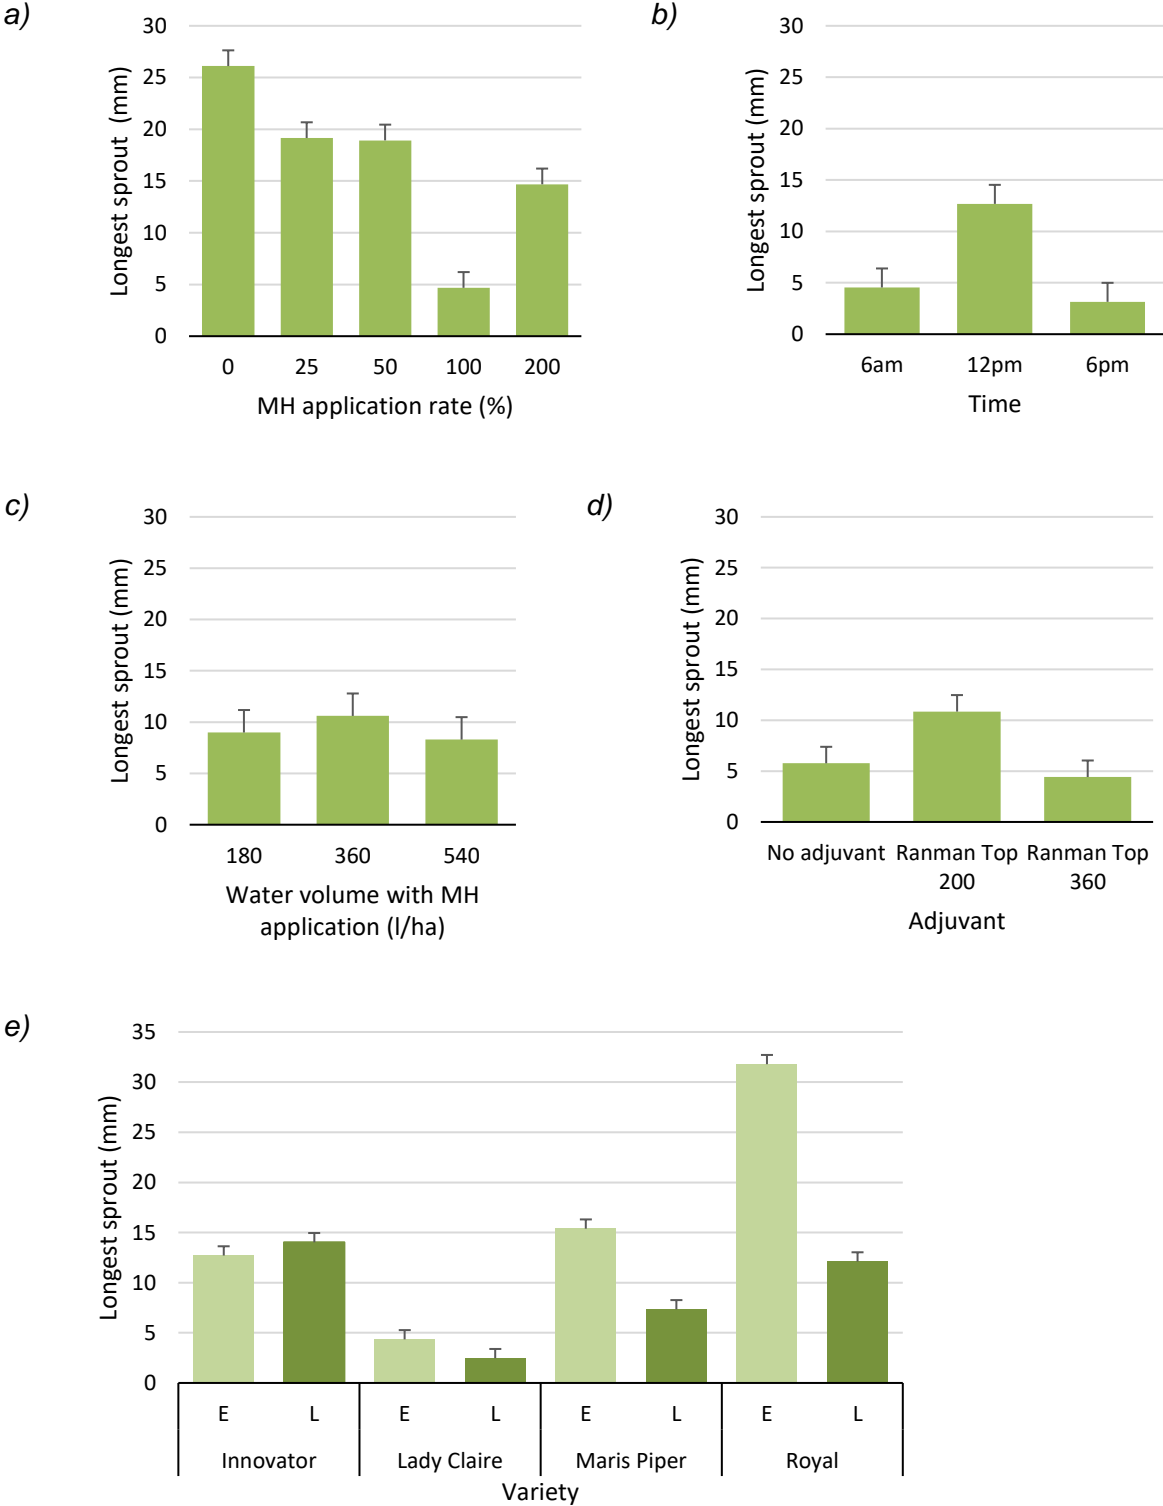 a)
30
25
20
15
10
5
0
Longest sprout (mm)
0 25 50 100 200
MH application rate (%)
b)
30
25
20
15
10
5
0
Longest sprout (mm)
6am 12pm 6pm
Time
c)
30
25
20
15
10
5
0
Longest sprout (mm)
180 360 540
Water volume with MH
application (l/ha)
d)
30
25
20
15
10
5
0
Longest sprout (mm)
No adjuvant Ranman Top Ranman Top
200 360
Adjuvant
e)
35
30
25
20
15
10
5
0
Longest sprout (mm)
E L E L E L E L
Innovator Lady Claire Maris Piper Royal
Variety